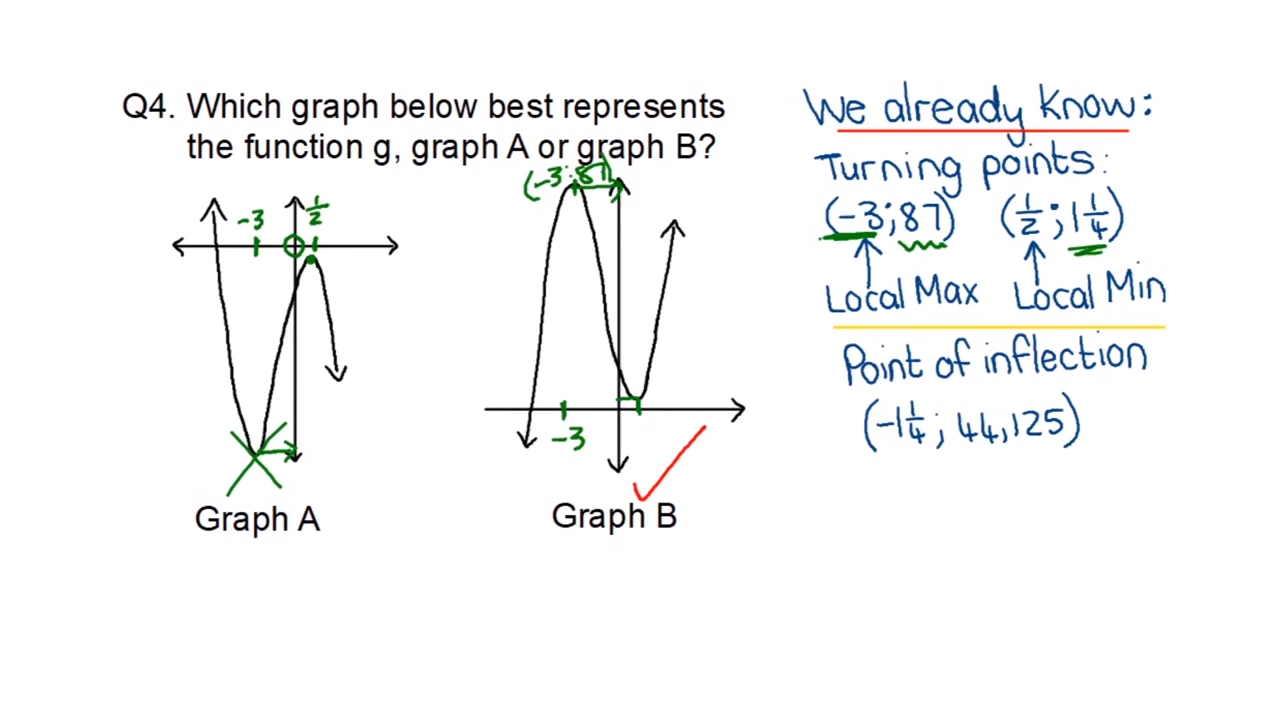 Q4. Which graph below best represents
the function g, graph A or graph B?
-3
1/2
Graph A
(-3;87)
-3
Graph B
We already know:
Turning points:
(-3;87) (1/2;1 1/4)
Local Max Local Min
Point of inflection
(-1 1/4; 44,125)